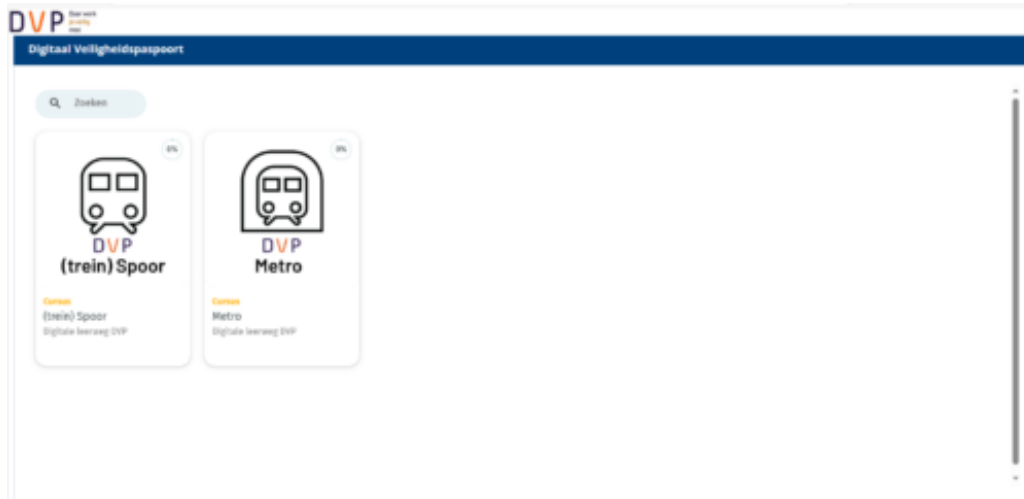 DVP
Digitaal Veiligheidspaspoort
Zoeken
0%
0%
DVP
(trein) Spoor
DVP
Metro
Cursus
(trein) Spoor
Digitale leerweg DVP
Cursus
Metro
Digitale leerweg DVP